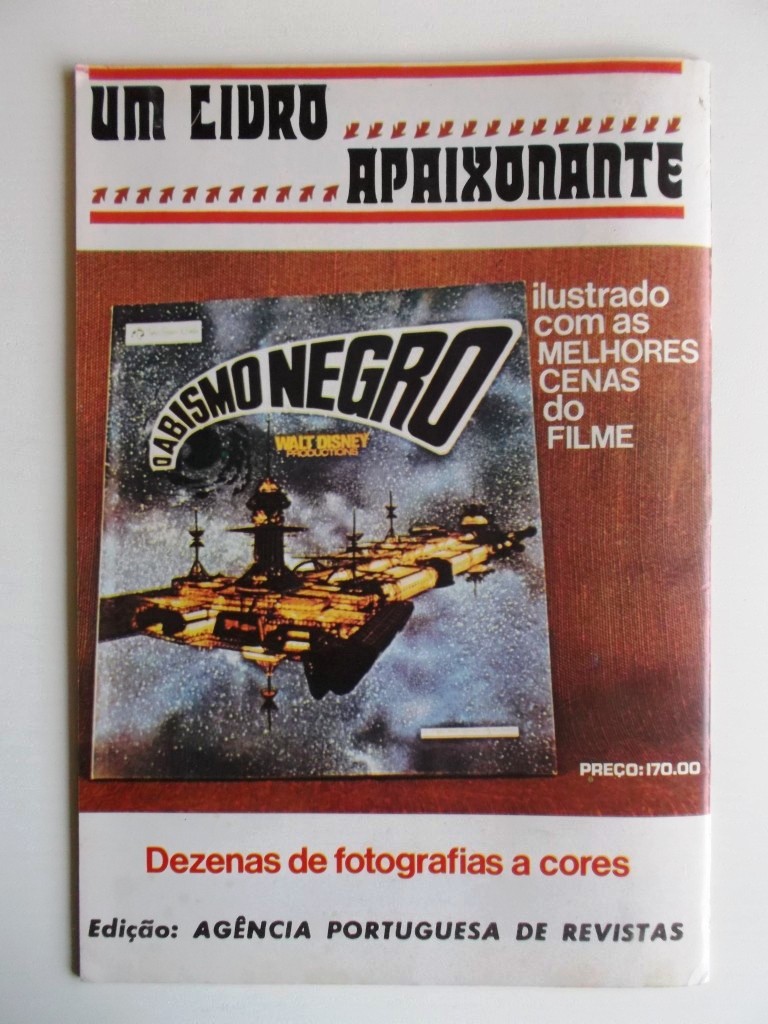 UM LIVRO
APAIXONANTE
ilustrado
com as
MELHORES
CENAS
do
FILME
O ABISMO NEGRO
WALT DISNEY
PRODUCTIONS
PREÇO: 170.00
Dezenas de fotografias a cores
Edição: AGÊNCIA PORTUGUESA DE REVISTAS